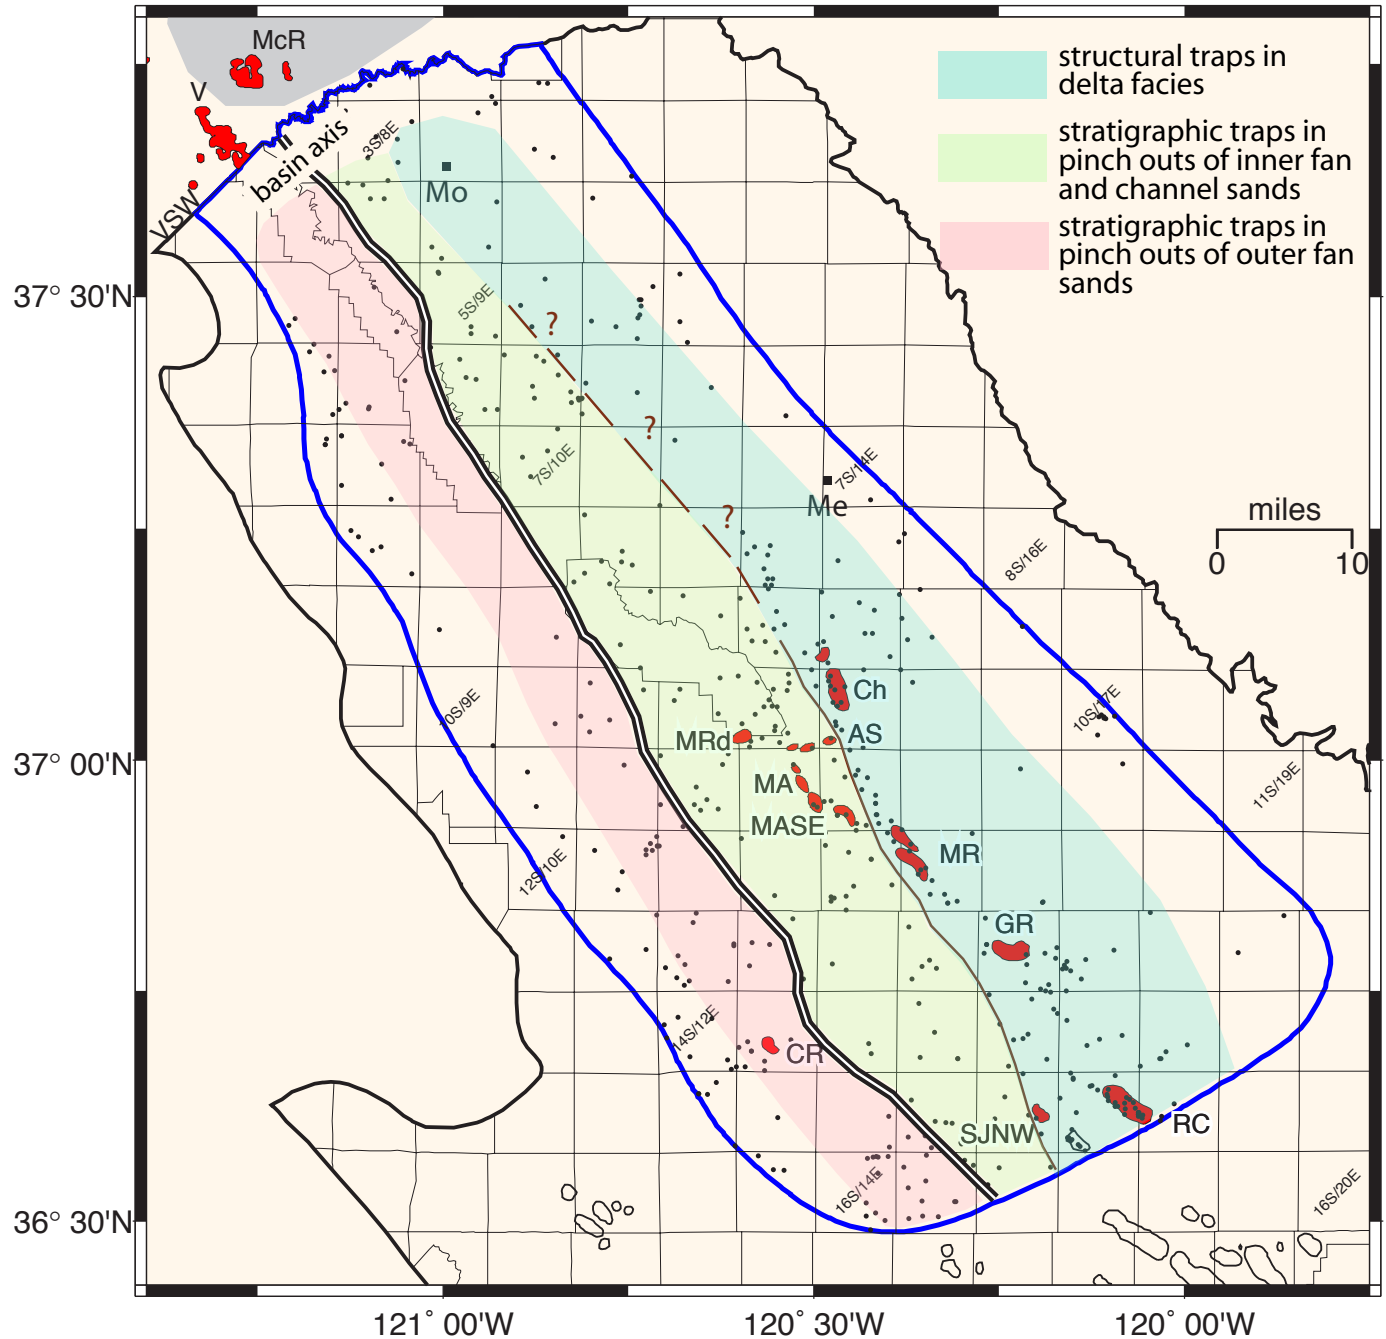 McR
V
VSW
basin axis
3S/8E
Mo
structural traps in
delta facies
stratigraphic traps in
pinch outs of inner fan
and channel sands
stratigraphic traps in
pinch outs of outer fan
sands
37° 30'N
5S/9E
?
?
7S/10E
7S/14E
Me
?
miles
0
10
8S/16E
Ch
10S/9E
10S/17E
MRd
AS
37° 00'N
MA
11S/19E
MASE
MR
12S/10E
GR
14S/12E
CR
SJNW
RC
16S/14E
16S/20E
36° 30'N
121° 00'W
120° 30'W
120° 00'W